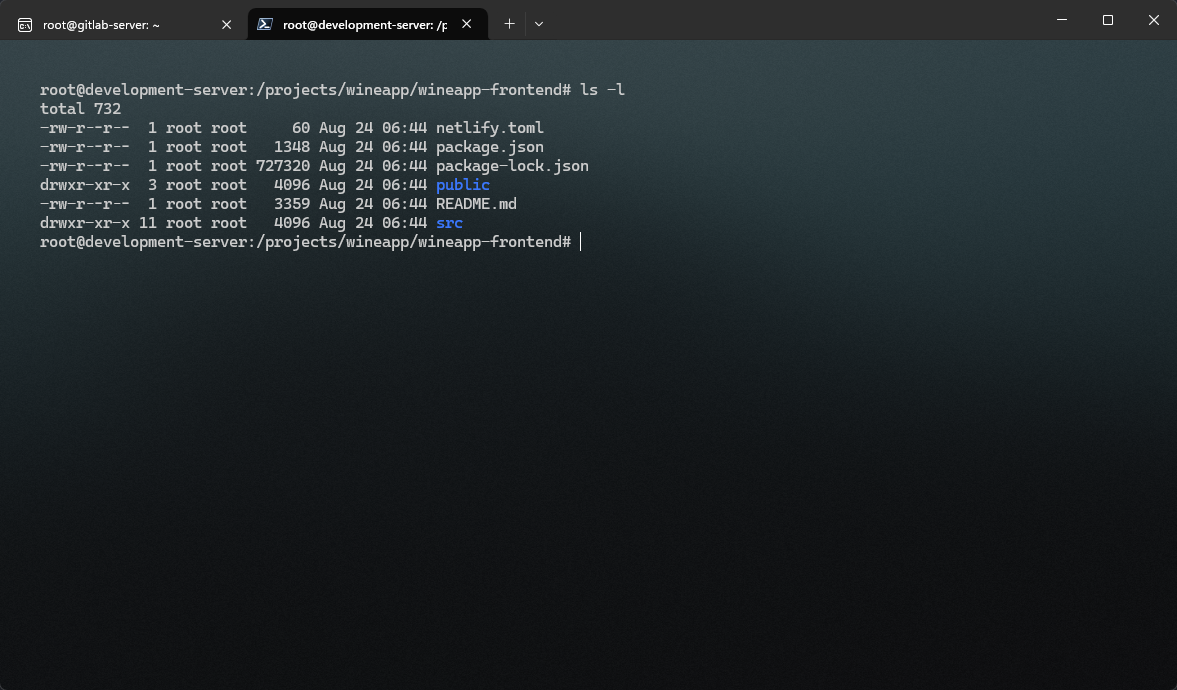 root@gitlab-server: ~
root@development-server: /p
root@development-server:/projects/wineapp/wineapp-frontend# ls -l
total 732
-rw-r--r--  1 root root     60 Aug 24 06:44 netlify.toml
-rw-r--r--  1 root root   1348 Aug 24 06:44 package.json
-rw-r--r--  1 root root 727320 Aug 24 06:44 package-lock.json
drwxr-xr-x  3 root root   4096 Aug 24 06:44 public
-rw-r--r--  1 root root   3359 Aug 24 06:44 README.md
drwxr-xr-x 11 root root   4096 Aug 24 06:44 src
root@development-server:/projects/wineapp/wineapp-frontend#